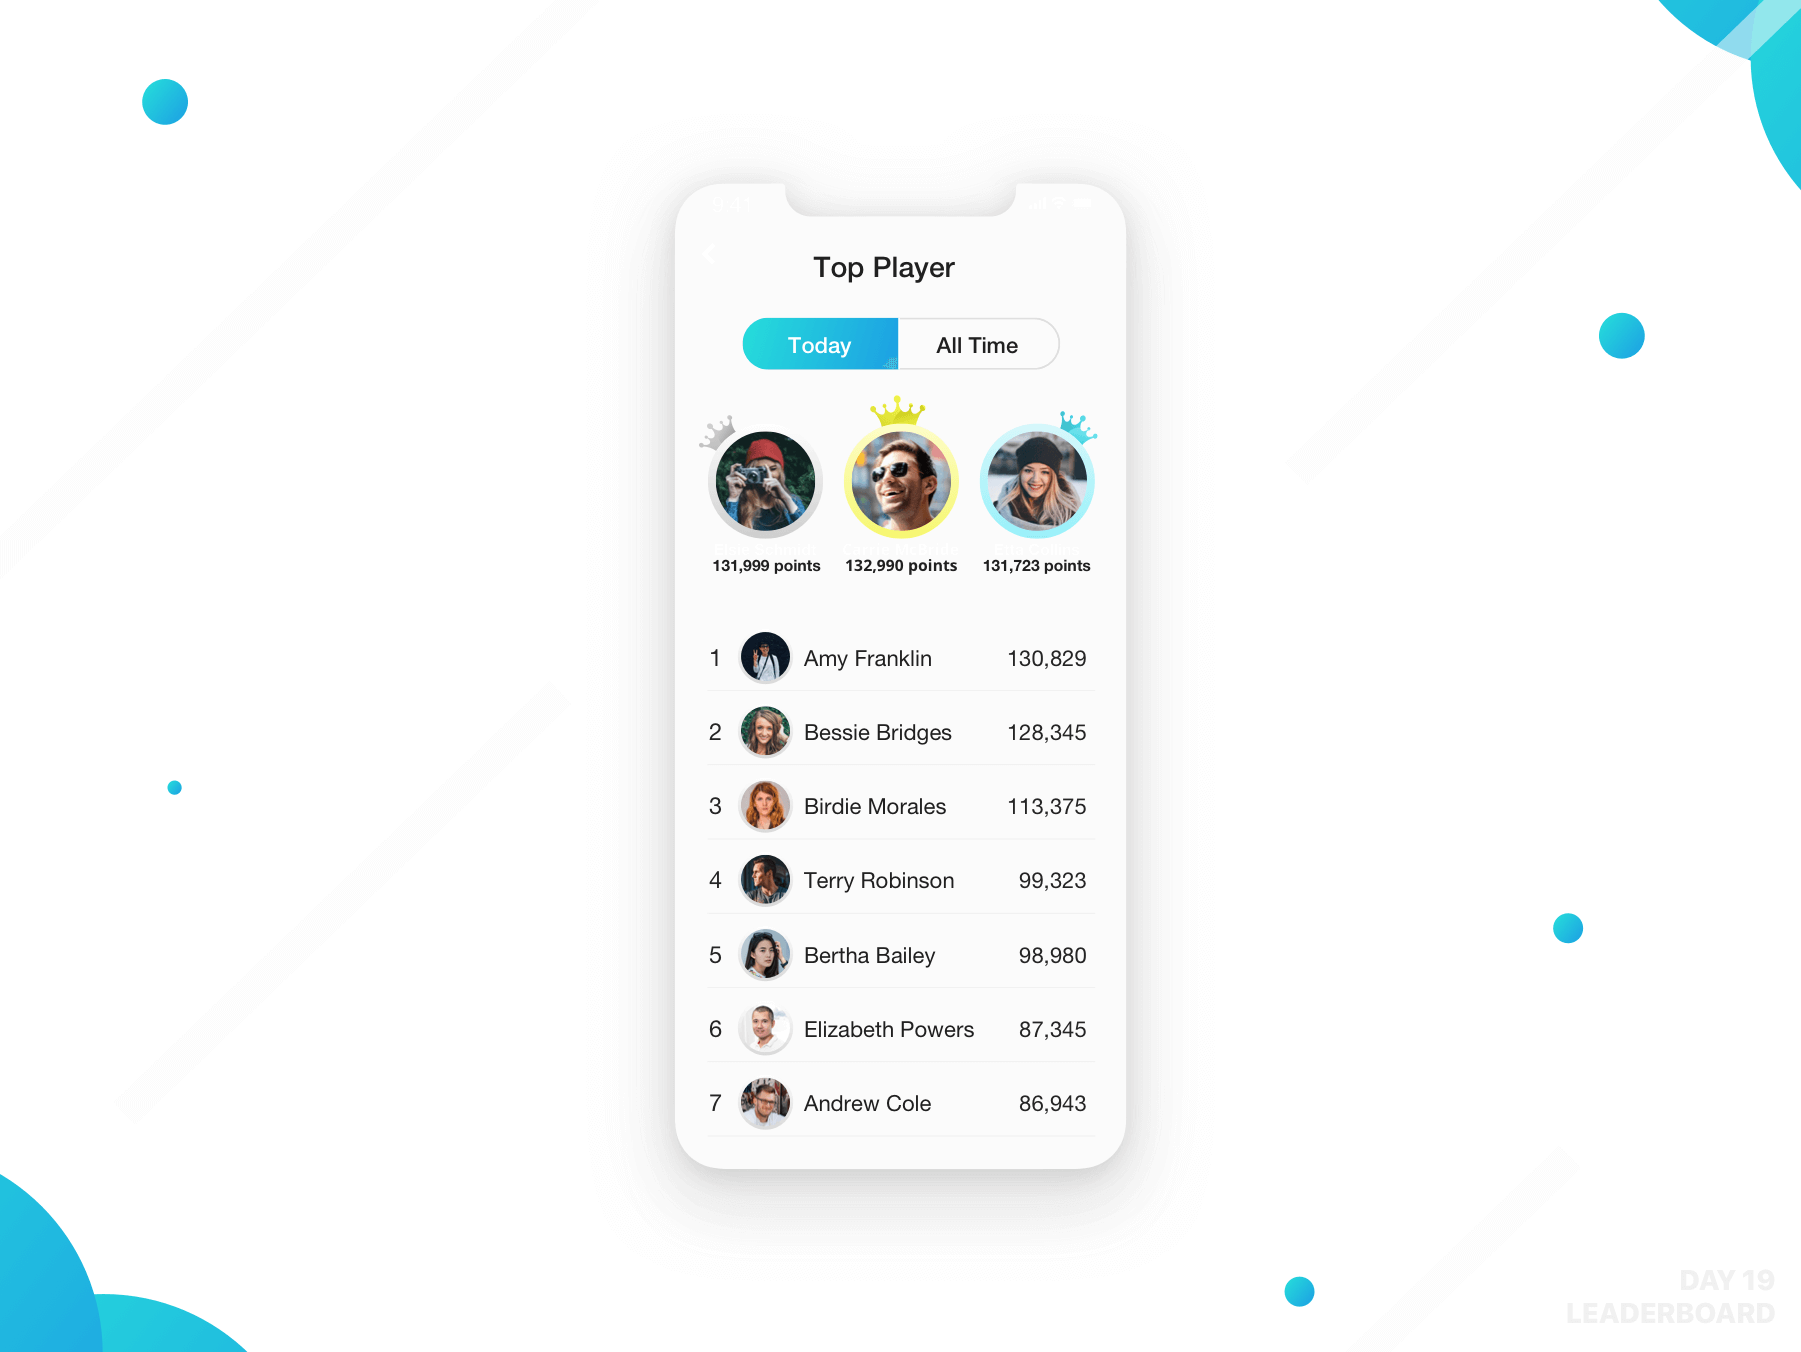 9:41
Top Player
Today
All Time
131,999 points
132,990 points
131,723 points
1 Amy Franklin 130,829
2 Bessie Bridges 128,345
3 Birdie Morales 113,375
4 Terry Robinson 99,323
5 Bertha Bailey 98,980
6 Elizabeth Powers 87,345
7 Andrew Cole 86,943
DAY 19
LEADERBOARD